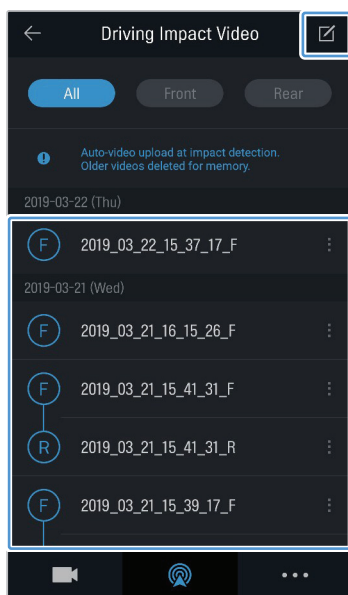 Driving Impact Video
All Front Rear
Auto-video upload at impact detection.
Older videos deleted for memory.
2019-03-22 (Thu)
F 2019_03_22_15_37_17_F
2019-03-21 (Wed)
F 2019_03_21_16_15_26_F
F 2019_03_21_15_41_31_F
R 2019_03_21_15_41_31_R
F 2019_03_21_15_39_17_F